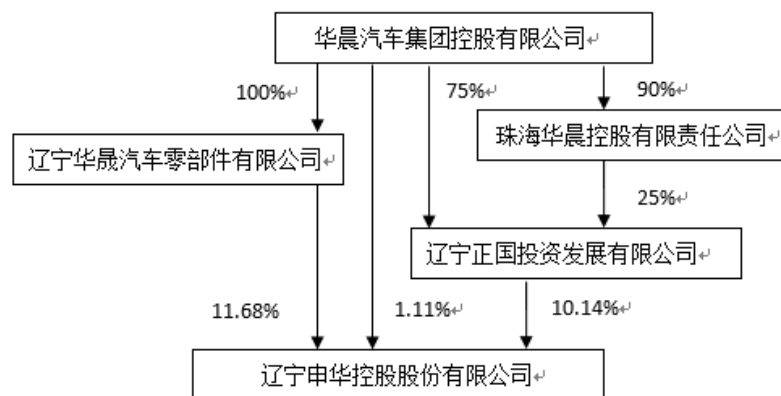 华晨汽车集团控股有限公司↵
100%↵
75%↵
90%↵
辽宁华晟汽车零部件有限公司
珠海华晨控股有限责任公司↵
25%↵
辽宁正国投资发展有限公司↵
11.68%
1.11%↵
10.14%↵
辽宁申华控股股份有限公司↵